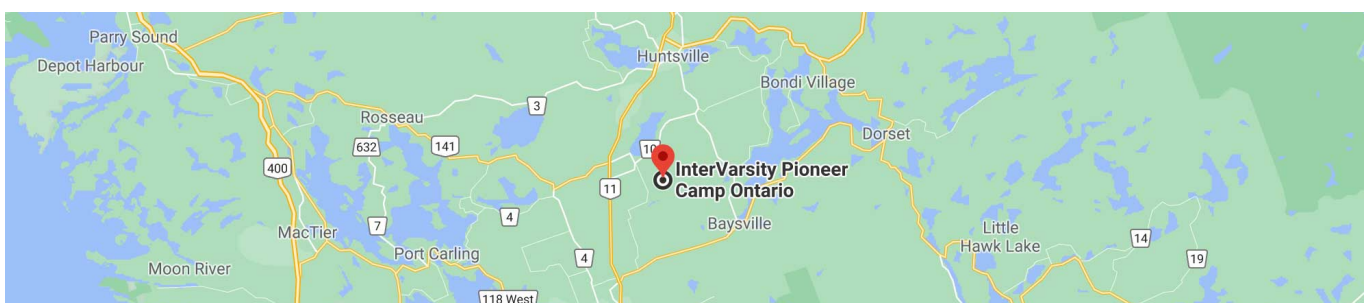 Parry Sound
Huntsville
Depot Harbour
Bondi Village
3
Rosseau
Dorset
632
141
10
400
InterVarsity Pioneer
Camp Ontario
11
4
7
Baysville
MacTier
Little
Hawk Lake
14
Port Carling
4
19
Moon River
118 West